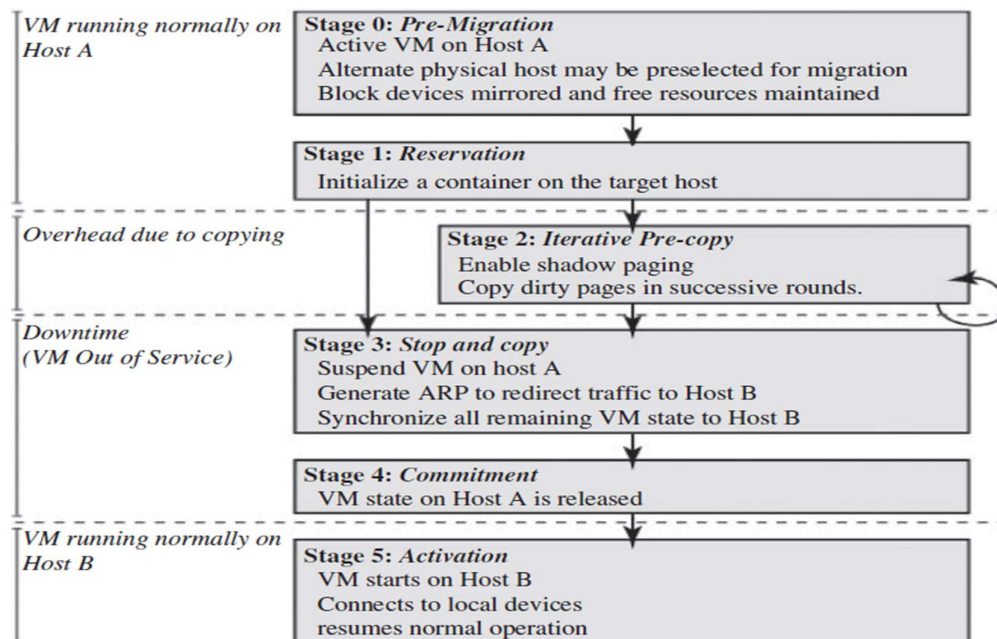 VM running normally on
Host A
Stage 0: Pre-Migration
Active VM on Host A
Alternate physical host may be preselected for migration
Block devices mirrored and free resources maintained
Stage 1: Reservation
Initialize a container on the target host
Overhead due to copying
Stage 2: Iterative Pre-copy
Enable shadow paging
Copy dirty pages in successive rounds.
Downtime
(VM Out of Service)
Stage 3: Stop and copy
Suspend VM on host A
Generate ARP to redirect traffic to Host B
Synchronize all remaining VM state to Host B
Stage 4: Commitment
VM state on Host A is released
VM running normally on
Host B
Stage 5: Activation
VM starts on Host B
Connects to local devices
resumes normal operation